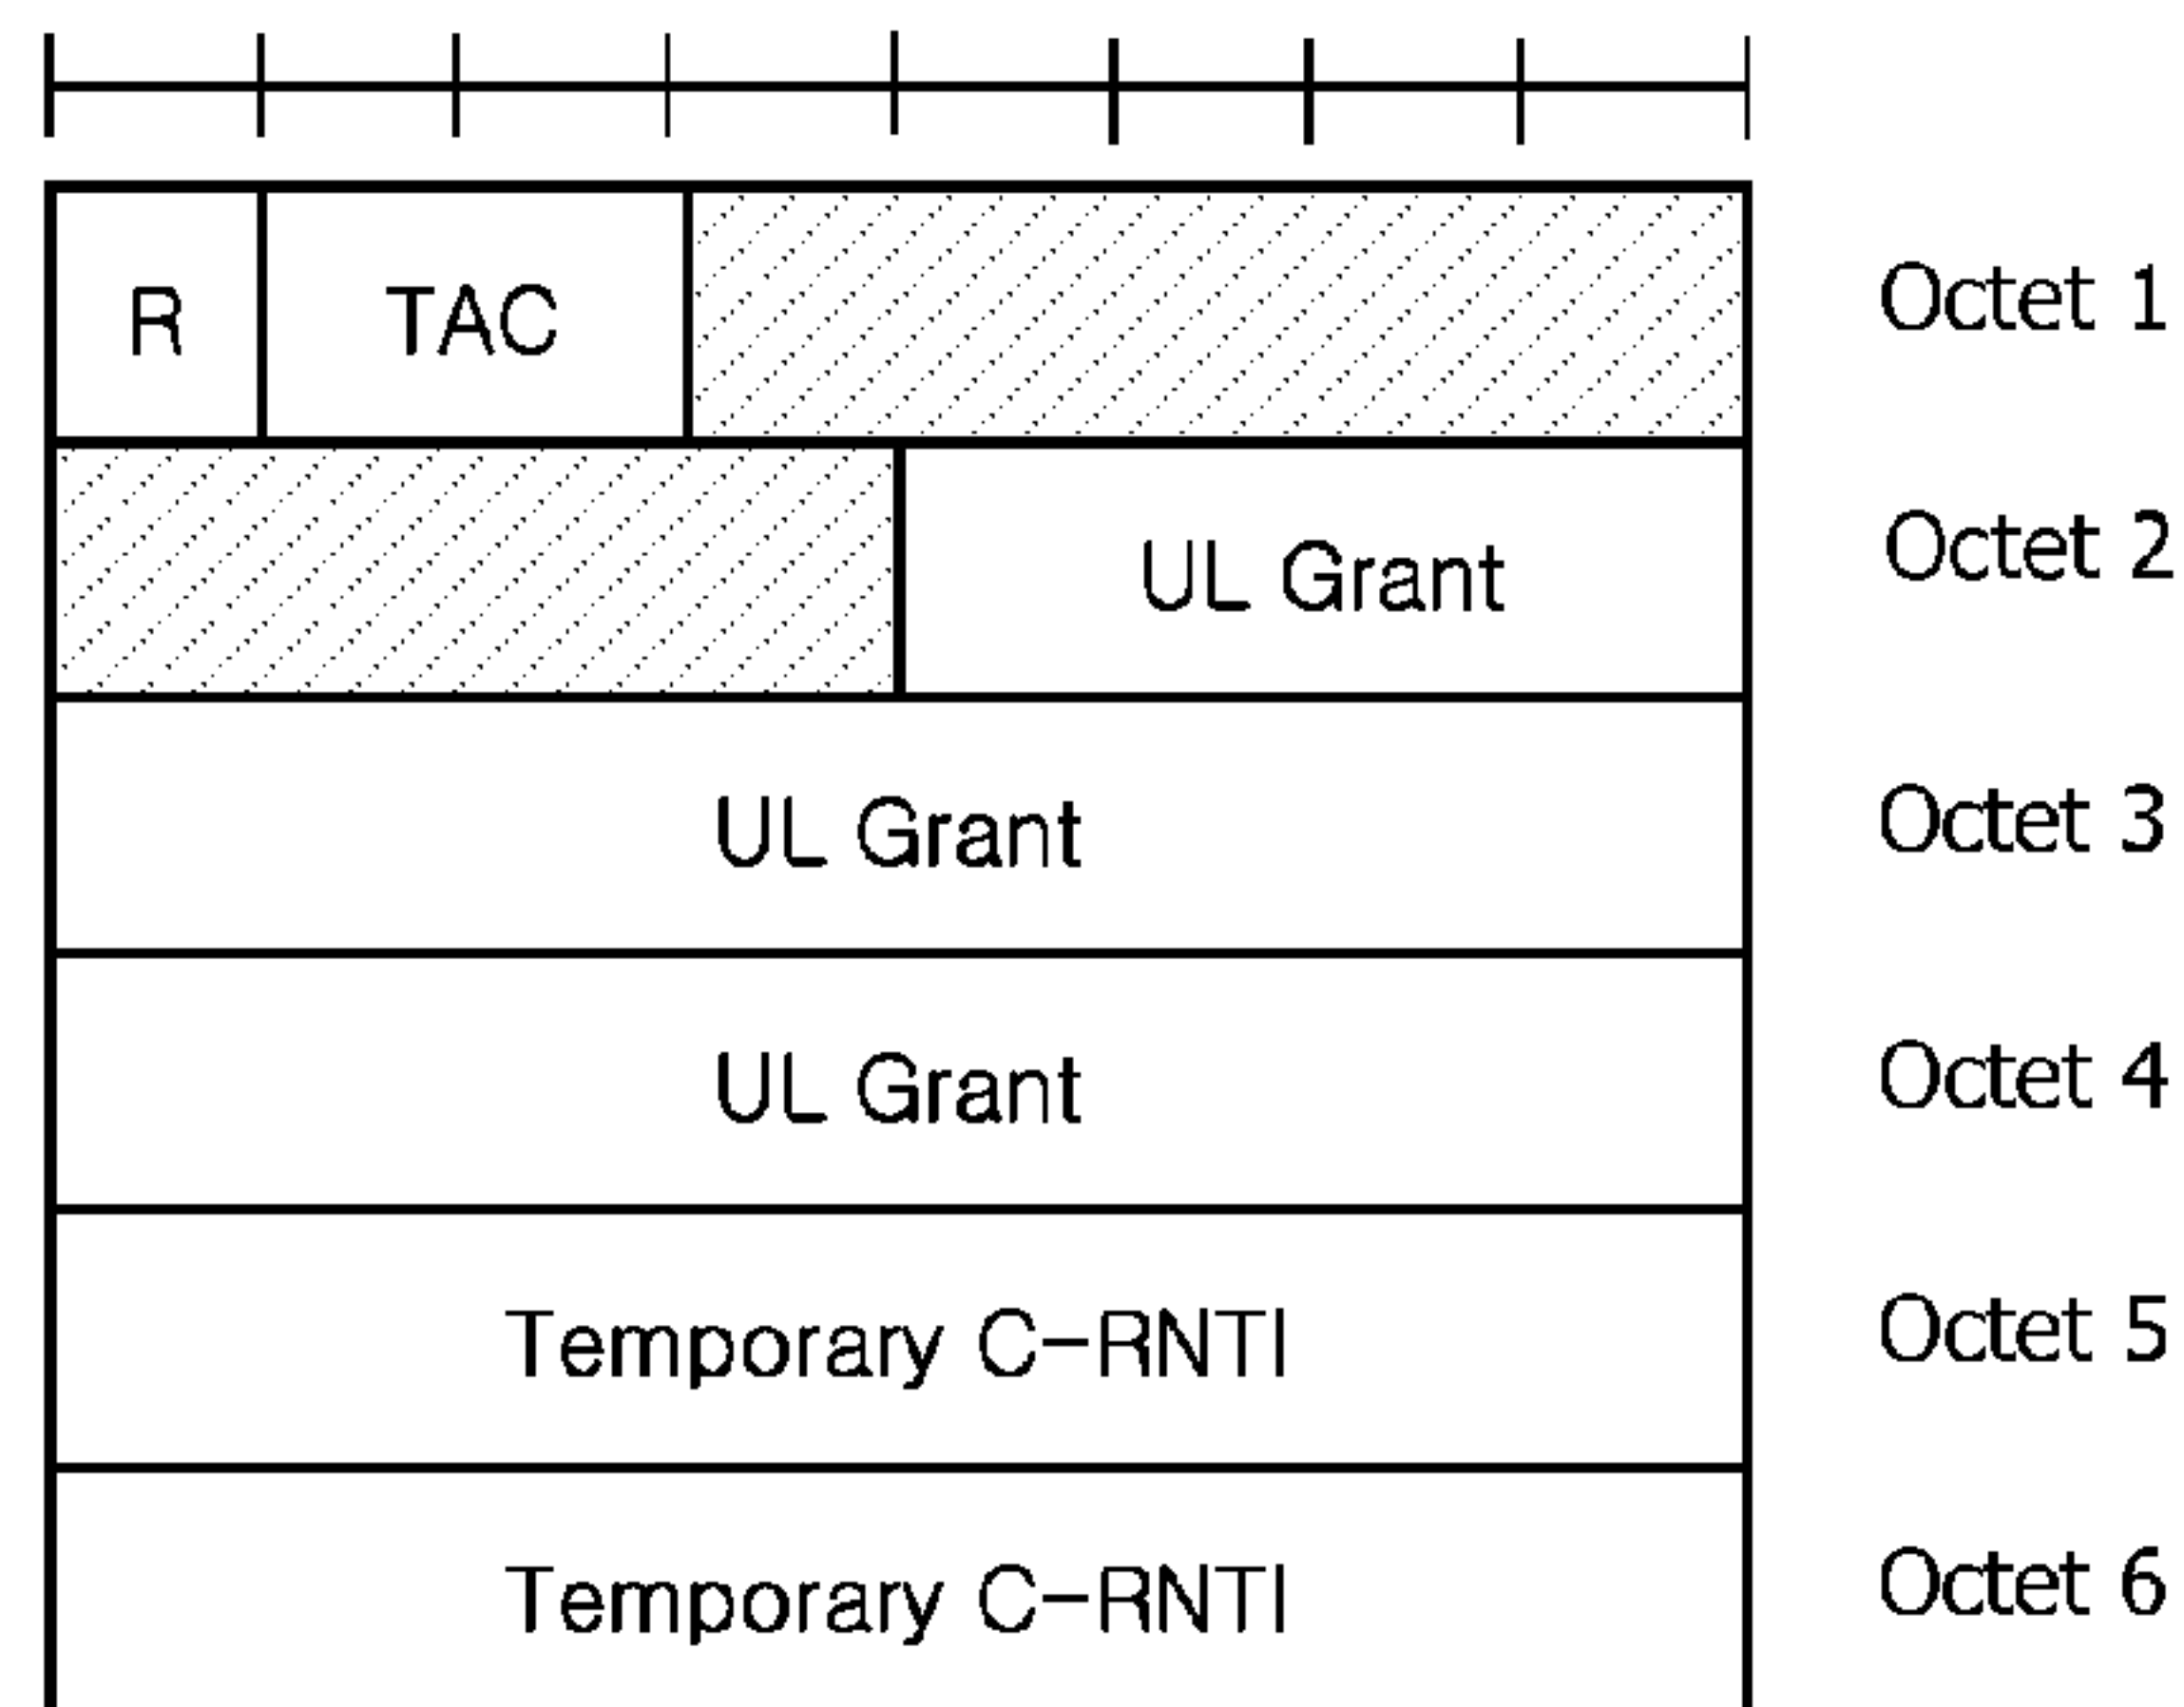 R TAC Octet 1
UL Grant Octet 2
UL Grant Octet 3
UL Grant Octet 4
Temporary C-RNTI Octet 5
Temporary C-RNTI Octet 6